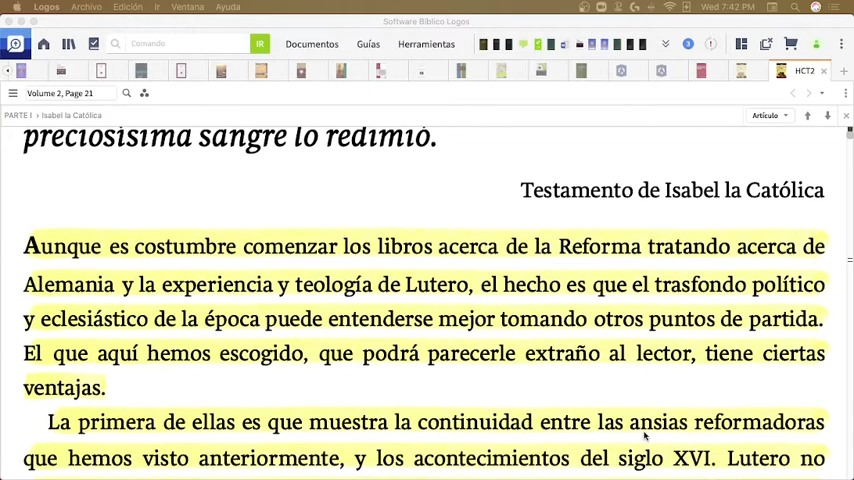 Logos Archivo Edición Ir Ventana Ayuda Wed 7:42 PM
Software Bíblico Logos
Comando IR Documentos Guías Herramientas 3
HCT2
Volume 2, Page 21
PARTE I Isabel la Católica Artículo
preciosísima sangre lo redimió.
Testamento de Isabel la Católica
Aunque es costumbre comenzar los libros acerca de la Reforma tratando acerca de
Alemania y la experiencia y teología de Lutero, el hecho es que el trasfondo político
y eclesiástico de la época puede entenderse mejor tomando otros puntos de partida.
El que aquí hemos escogido, que podrá parecerle extraño al lector, tiene ciertas
ventajas.
La primera de ellas es que muestra la continuidad entre las ansias reformadoras
que hemos visto anteriormente, y los acontecimientos del siglo XVI. Lutero no